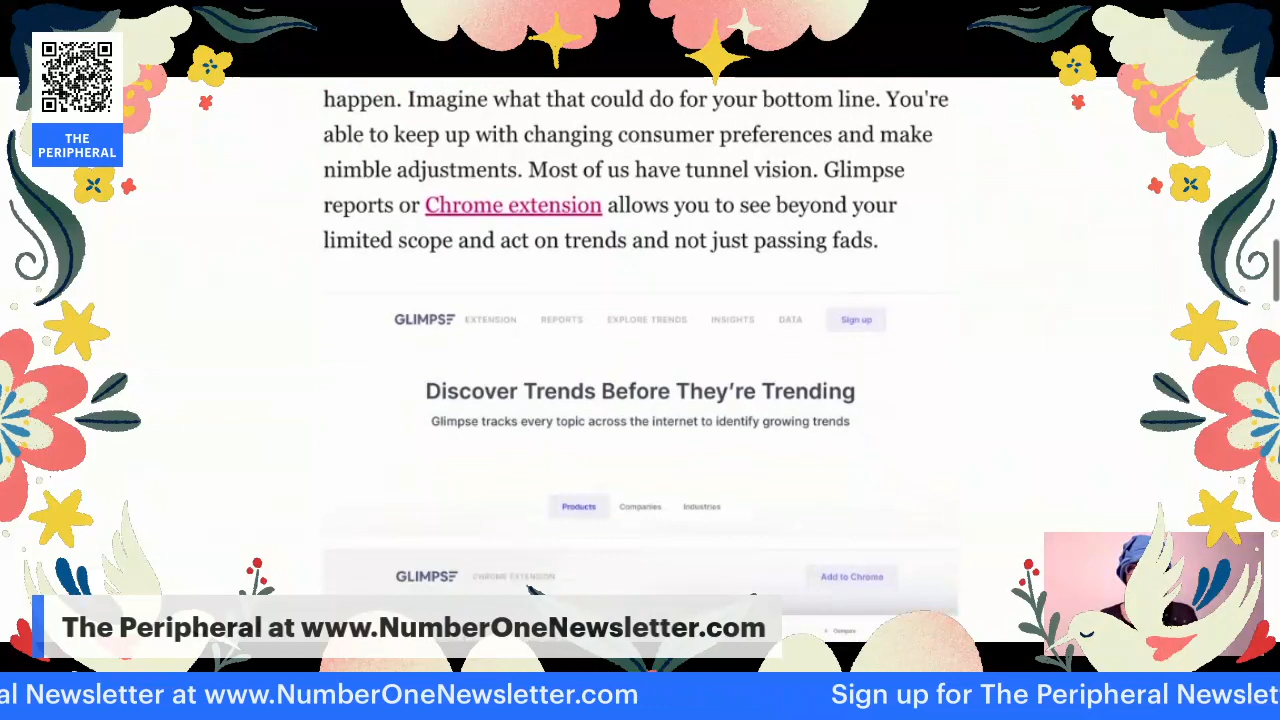 THE
PERIPHERAL
happen. Imagine what that could do for your bottom line. You're
able to keep up with changing consumer preferences and make
nimble adjustments. Most of us have tunnel vision. Glimpse
reports or Chrome extension allows you to see beyond your
limited scope and act on trends and not just passing fads.
GLIMPSE EXTENSION REPORTS EXPLORE TRENDS INSIGHTS DATA Sign up
Discover Trends Before They’re Trending
Glimpse tracks every topic across the internet to identify growing trends
Products Companies Industries
GLIMPSE CHROME EXTENSION Add to Chrome
+ Compare
The Peripheral at www.NumberOneNewsletter.com
al Newsletter at www.NumberOneNewsletter.com Sign up for The Peripheral Newslet